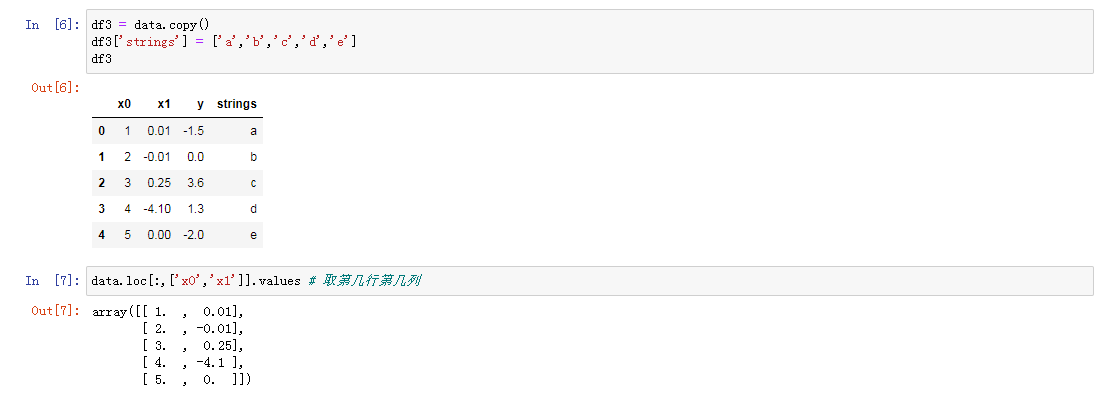 In [6]: df3 = data.copy()
df3['strings'] = ['a','b','c','d','e']
df3
Out[6]:
x0 x1 y strings
0 1 0.01 -1.5 a
1 2 -0.01 0.0 b
2 3 0.25 3.6 c
3 4 -4.10 1.3 d
4 5 0.00 -2.0 e
In [7]: data.loc[:,['x0','x1']].values # 取第几行第几列
Out[7]: array([[ 1.  ,  0.01],
[ 2.  , -0.01],
[ 3.  ,  0.25],
[ 4.  , -4.1 ],
[ 5.  ,  0.  ]])